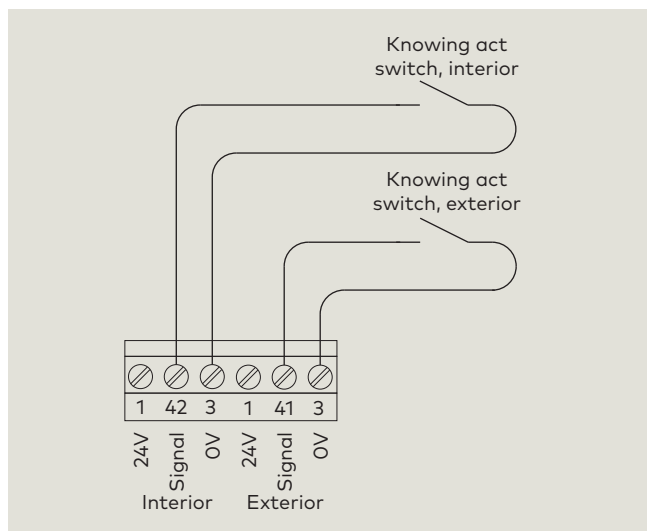 Knowing act
switch, interior
Knowing act
switch, exterior
1 42 3 1 41 3
24V Signal 0V 24V Signal 0V
Interior Exterior